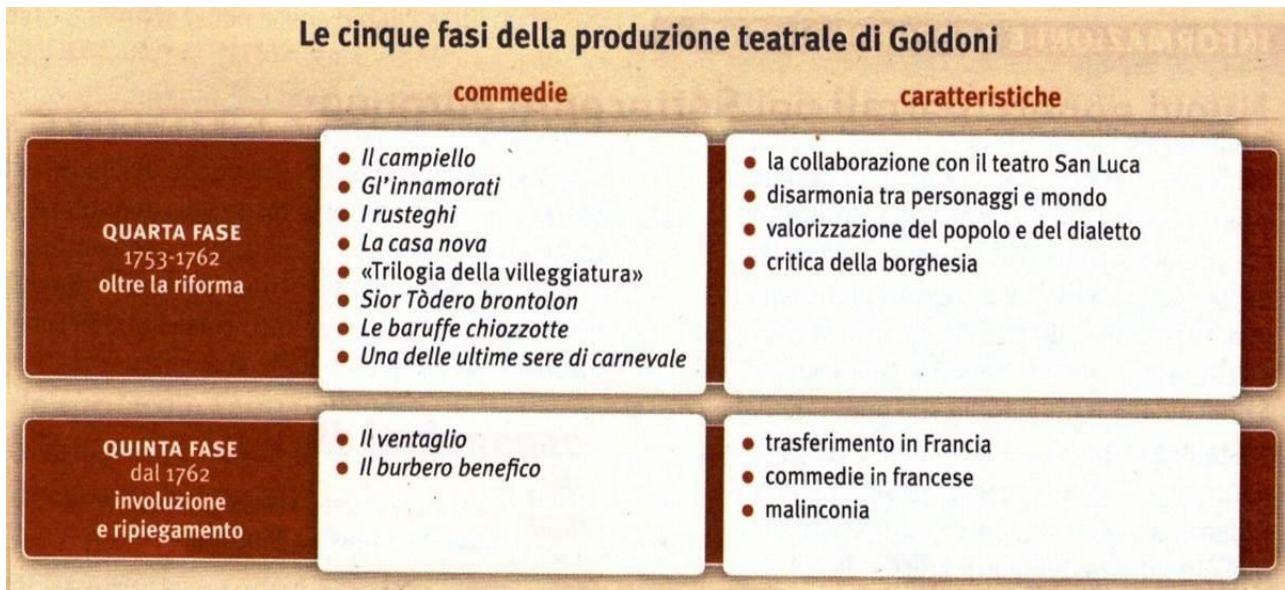 Le cinque fasi della produzione teatrale di Goldoni
commedie
caratteristiche
QUARTA FASE
1753-1762
oltre la riforma
• Il campiello
• Gl'innamorati
• I rusteghi
• La casa nova
• «Trilogia della villeggiatura»
• Sior Tòdero brontolon
• Le baruffe chiozzotte
• Una delle ultime sere di carnevale
• la collaborazione con il teatro San Luca
• disarmonia tra personaggi e mondo
• valorizzazione del popolo e del dialetto
• critica della borghesia
QUINTA FASE
dal 1762
involuzione
e ripiegamento
• Il ventaglio
• Il burbero benefico
• trasferimento in Francia
• commedie in francese
• malinconia